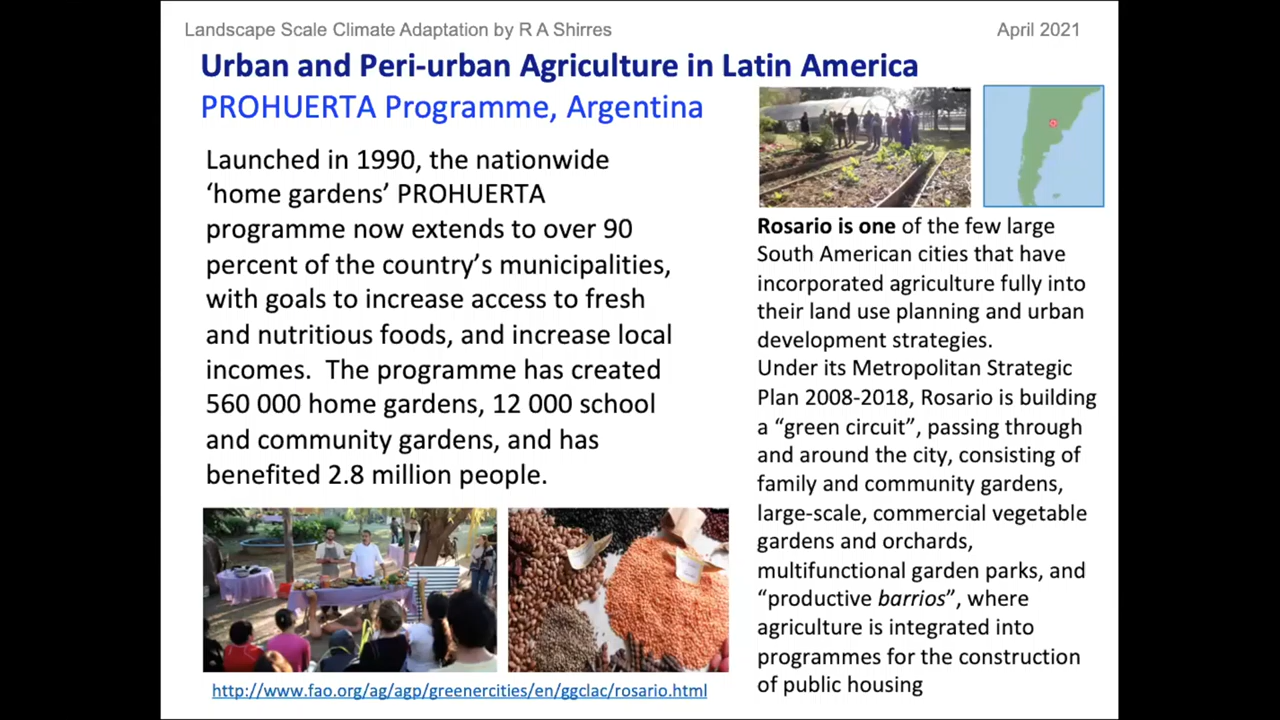 Landscape Scale Climate Adaptation by R A Shirres
April 2021
Urban and Peri-urban Agriculture in Latin America
PROHUERTA Programme, Argentina
Launched in 1990, the nationwide
‘home gardens’ PROHUERTA
programme now extends to over 90
percent of the country’s municipalities,
with goals to increase access to fresh
and nutritious foods, and increase local
incomes. The programme has created
560 000 home gardens, 12 000 school
and community gardens, and has
benefited 2.8 million people.
http://www.fao.org/ag/agp/greenercities/en/ggclac/rosario.html
Rosario is one of the few large
South American cities that have
incorporated agriculture fully into
their land use planning and urban
development strategies.
Under its Metropolitan Strategic
Plan 2008-2018, Rosario is building
a “green circuit”, passing through
and around the city, consisting of
family and community gardens,
large-scale, commercial vegetable
gardens and orchards,
multifunctional garden parks, and
“productive barrios”, where
agriculture is integrated into
programmes for the construction
of public housing